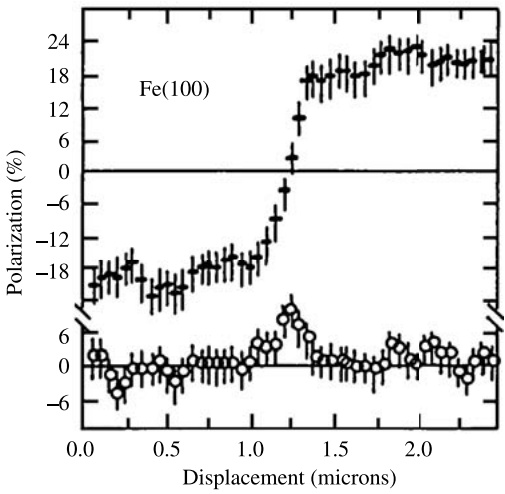 24
18
Fe(100)
12
6
0
-6
-12
-18
Polarization (%)
6
0
-6
0.0 0.5 1.0 1.5 2.0
Displacement (microns)